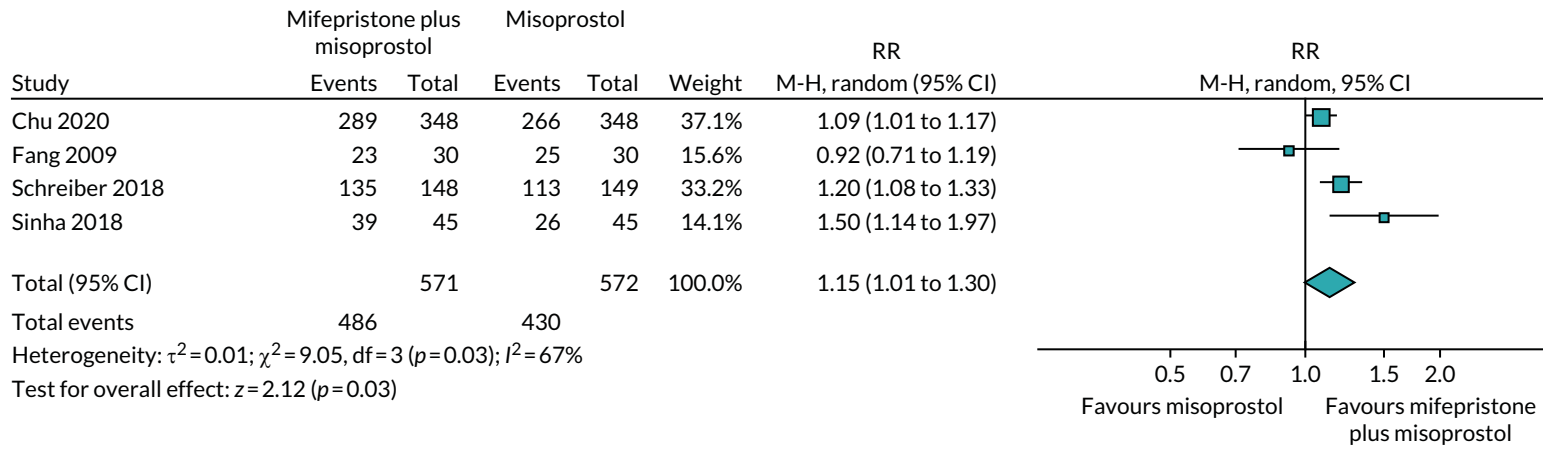 Mifepristone plus misoprostol Misoprostol
RR RR
Study Events Total Events Total Weight M-H, random (95% CI) M-H, random, 95% CI
Chu 2020 289 348 266 348 37.1% 1.09 (1.01 to 1.17)
Fang 2009 23 30 25 30 15.6% 0.92 (0.71 to 1.19)
Schreiber 2018 135 148 113 149 33.2% 1.20 (1.08 to 1.33)
Sinha 2018 39 45 26 45 14.1% 1.50 (1.14 to 1.97)
Total (95% CI) 571 572 100.0% 1.15 (1.01 to 1.30)
Total events 486 430
Heterogeneity: τ²=0.01; χ²=9.05, df=3 (p=0.03); I²=67%
Test for overall effect: z=2.12 (p=0.03)
0.5 0.7 1.0 1.5 2.0
Favours misoprostol Favours mifepristone
plus misoprostol